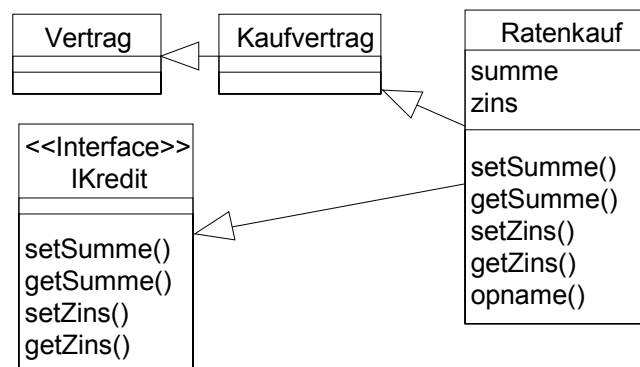 Vertrag
Kaufvertrag
Ratenkauf
summe
zins
setSumme()
getSumme()
setZins()
getZins()
opname()
<<Interface>>
IKredit
setSumme()
getSumme()
setZins()
getZins()